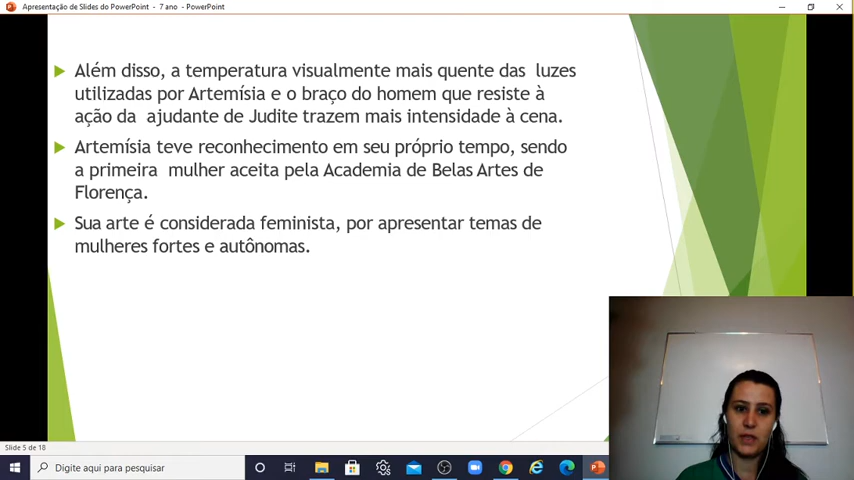 Apresentação de Slides do PowerPoint - 7 ano - PowerPoint
Além disso, a temperatura visualmente mais quente das luzes
utilizadas por Artemísia e o braço do homem que resiste à
ação da ajudante de Judite trazem mais intensidade à cena.
Artemísia teve reconhecimento em seu próprio tempo, sendo
a primeira mulher aceita pela Academia de Belas Artes de
Florença.
Sua arte é considerada feminista, por apresentar temas de
mulheres fortes e autônomas.
Slide 5 de 18
Digite aqui para pesquisar